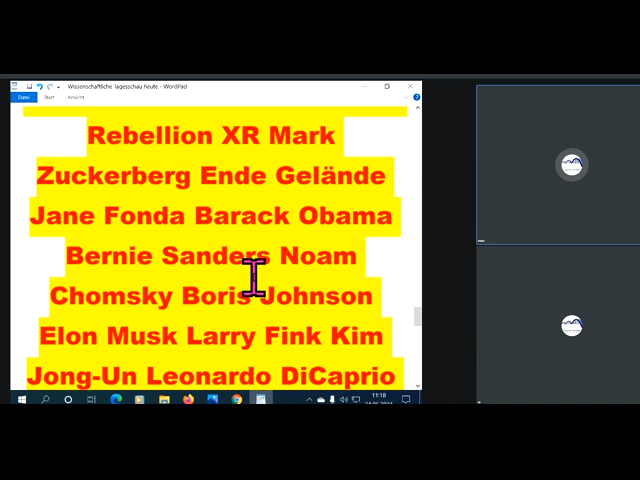 Wissenschaftliche Tagesschau heute - WordPad
Datei Start Ansicht
Rebellion XR Mark
Zuckerberg Ende Gelände
Jane Fonda Barack Obama
Bernie Sanders Noam
Chomsky Boris Johnson
Elon Musk Larry Fink Kim
Jong-Un Leonardo DiCaprio
11:18